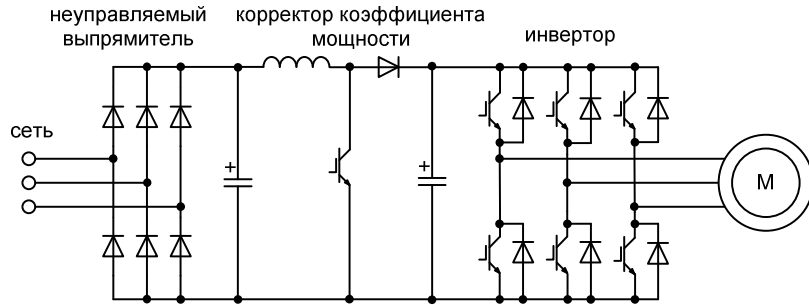 неуправляемый
выпрямитель
корректор коэффициента
мощности
инвертор
сеть
+
+
M